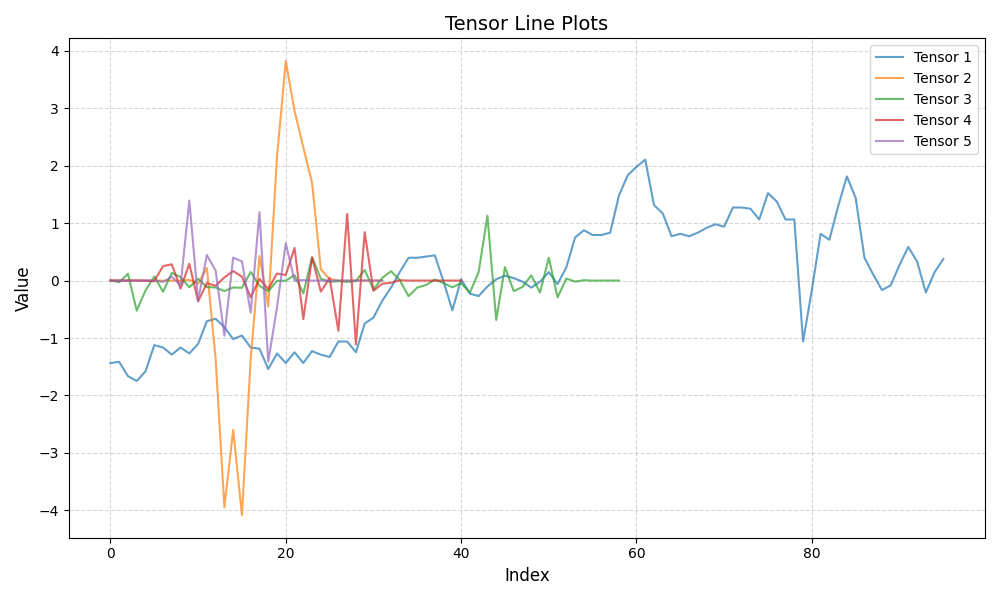 Tensor Line Plots
Tensor 1
Tensor 2
Tensor 3
Tensor 4
Tensor 5
Value
4
3
2
1
0
−1
−2
−3
−4
0
20
40
60
80
Index